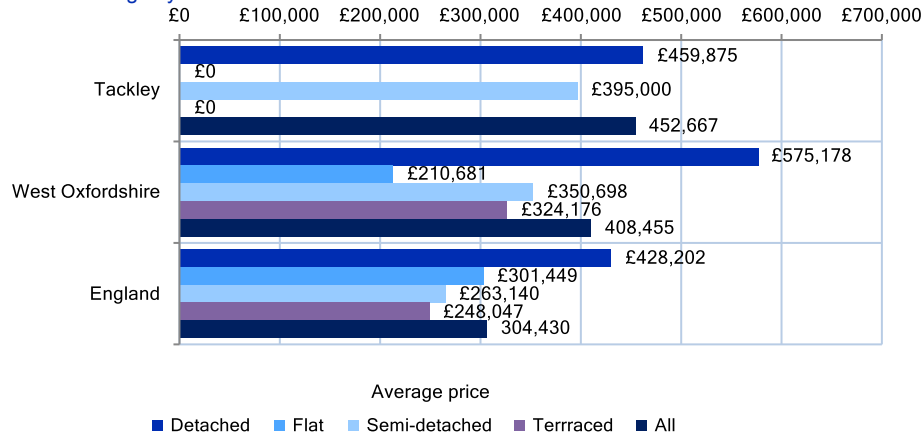 £0 £100,000 £200,000 £300,000 £400,000 £500,000 £600,000 £700,000
£459,875
£0
Tackley
£395,000
£0
452,667
£575,178
£210,681
West Oxfordshire
£350,698
£324,176
408,455
£428,202
£301,449
England
£263,140
£248,047
304,430
Average price
Detached Flat Semi-detached Terrraced All